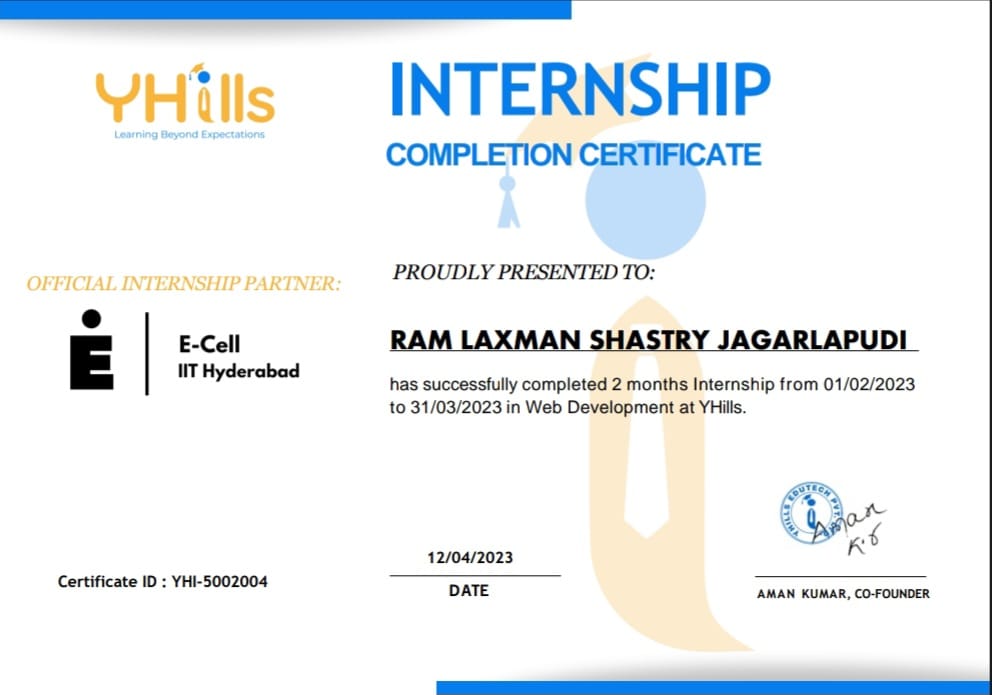 YHills
Learning Beyond Expectations
INTERNSHIP
COMPLETION CERTIFICATE
OFFICIAL INTERNSHIP PARTNER:
E
E-Cell
IIT Hyderabad
PROUDLY PRESENTED TO:
RAM LAXMAN SHASTRY JAGARLAPUDI
has successfully completed 2 months Internship from 01/02/2023
to 31/03/2023 in Web Development at YHills.
YHILLS EDUTECH PVT.
Aman
Certificate ID : YHI-5002004
12/04/2023
DATE
AMAN KUMAR, CO-FOUNDER